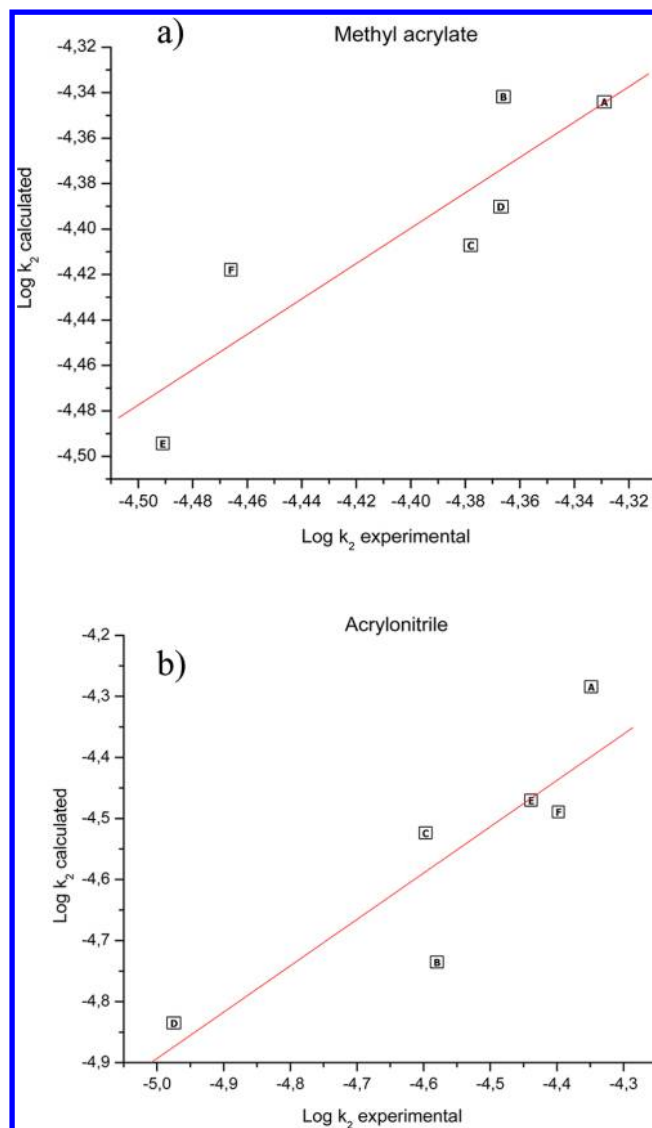 a)
Methyl acrylate
-4,32
-4,34
-4,36
-4,38
-4,40
-4,42
-4,44
-4,46
-4,48
-4,50
Log k₂ calculated
B
A
D
C
F
E
-4,50 -4,48 -4,46 -4,44 -4,42 -4,40 -4,38 -4,36 -4,34 -4,32
Log k₂ experimental
Acrylonitrile
b)
-4,2
-4,3
-4,4
-4,5
-4,6
-4,7
-4,8
-4,9
Log k₂ calculated
A
E
F
C
B
D
-5,0 -4,9 -4,8 -4,7 -4,6 -4,5 -4,4 -4,3
Log k₂ experimental